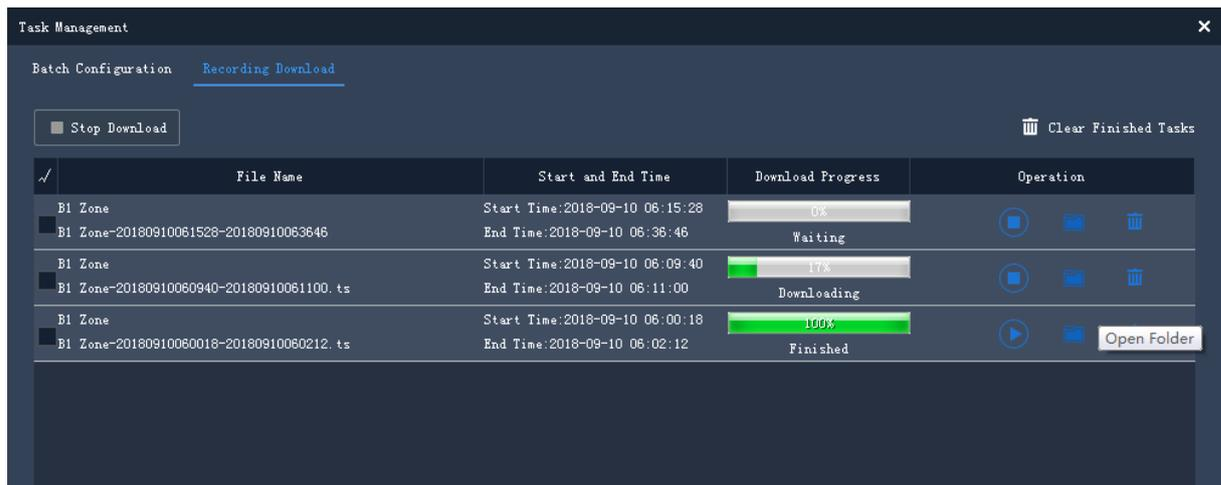 Task Management
Batch Configuration Recording Download
Stop Download Clear Finished Tasks
File Name Start and End Time Download Progress Operation
B1 Zone Start Time:2018-09-10 06:15:28 0%
B1 Zone-20180910061528-20180910063646 End Time:2018-09-10 06:36:46 Waiting
B1 Zone Start Time:2018-09-10 06:09:40 17%
B1 Zone-20180910060940-20180910061100.ts End Time:2018-09-10 06:11:00 Downloading
B1 Zone Start Time:2018-09-10 06:00:18 100%
B1 Zone-20180910060018-20180910060212.ts End Time:2018-09-10 06:02:12 Finished
Open Folder